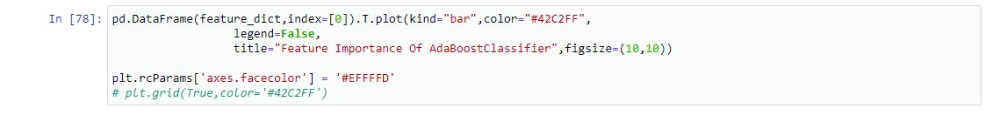 In [78]: pd.DataFrame(feature_dict,index=[0]).T.plot(kind="bar",color="#42C2FF",
legend=False,
title="Feature Importance Of AdaBoostClassifier",figsize=(10,10))
plt.rcParams['axes.facecolor'] = '#EFFFFD'
# plt.grid(True,color='#42C2FF')